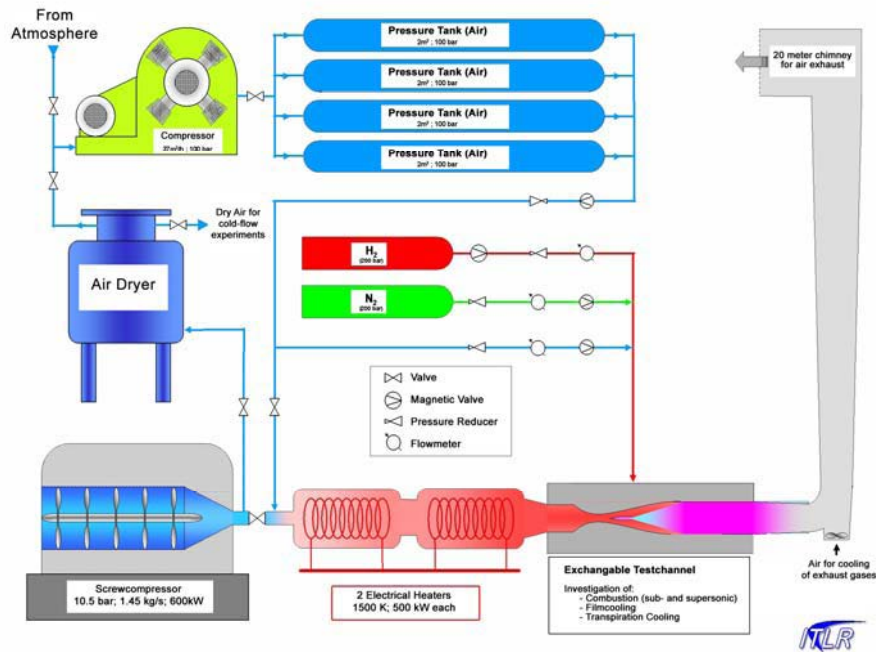 From
Atmosphere
Compressor
Pressure Tank (Air)
2m³ ; 100 bar
Pressure Tank (Air)
2m³ ; 100 bar
Pressure Tank (Air)
2m³ ; 100 bar
Pressure Tank (Air)
2m³ ; 100 bar
20 meter chimney
for air exhaust
Dry Air for
cold-flow
experiments
Air Dryer
H₂
(200 bar)
N₂
(200 bar)
Valve
Magnetic Valve
Pressure Reducer
Flowmeter
Screwcompressor
10.5 bar; 1.45 kg/s; 600kW
2 Electrical Heaters
1500 K; 500 kW each
Exchangable Testchannel
Investigation of:
- Combustion (sub- and supersonic)
- Filmcooling
- Transpiration Cooling
Air for cooling
of exhaust gases
ITLR